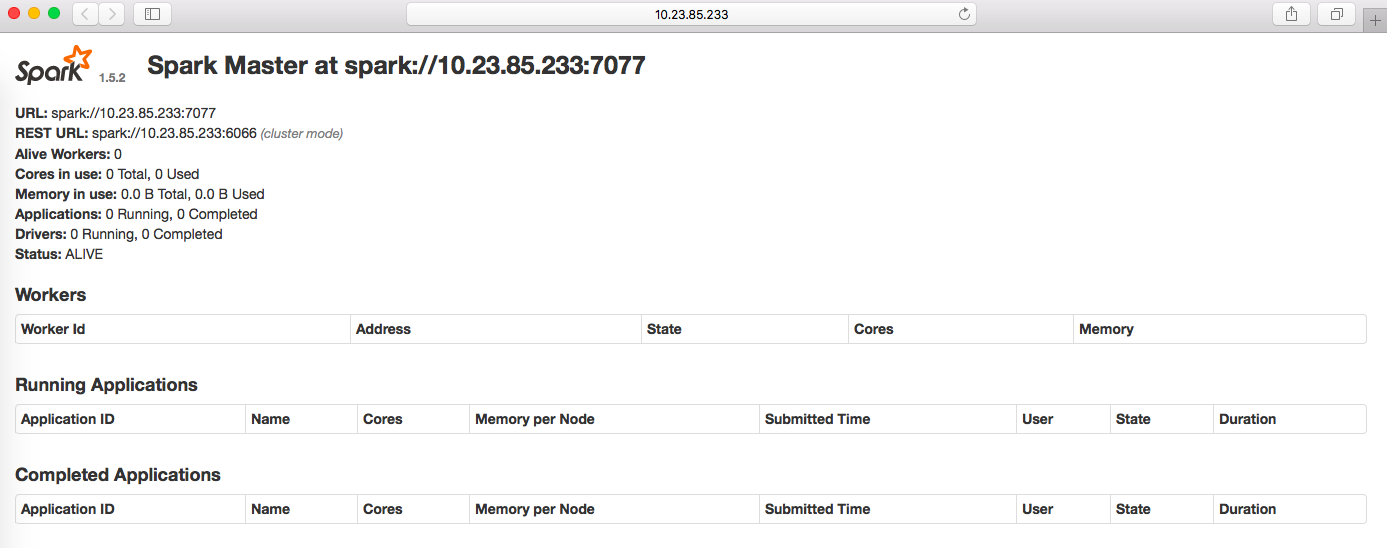 10.23.85.233
Spark 1.5.2 Spark Master at spark://10.23.85.233:7077
URL: spark://10.23.85.233:7077
REST URL: spark://10.23.85.233:6066 (cluster mode)
Alive Workers: 0
Cores in use: 0 Total, 0 Used
Memory in use: 0.0 B Total, 0.0 B Used
Applications: 0 Running, 0 Completed
Drivers: 0 Running, 0 Completed
Status: ALIVE
Workers
Worker Id Address State Cores Memory
Running Applications
Application ID Name Cores Memory per Node Submitted Time User State Duration
Completed Applications
Application ID Name Cores Memory per Node Submitted Time User State Duration